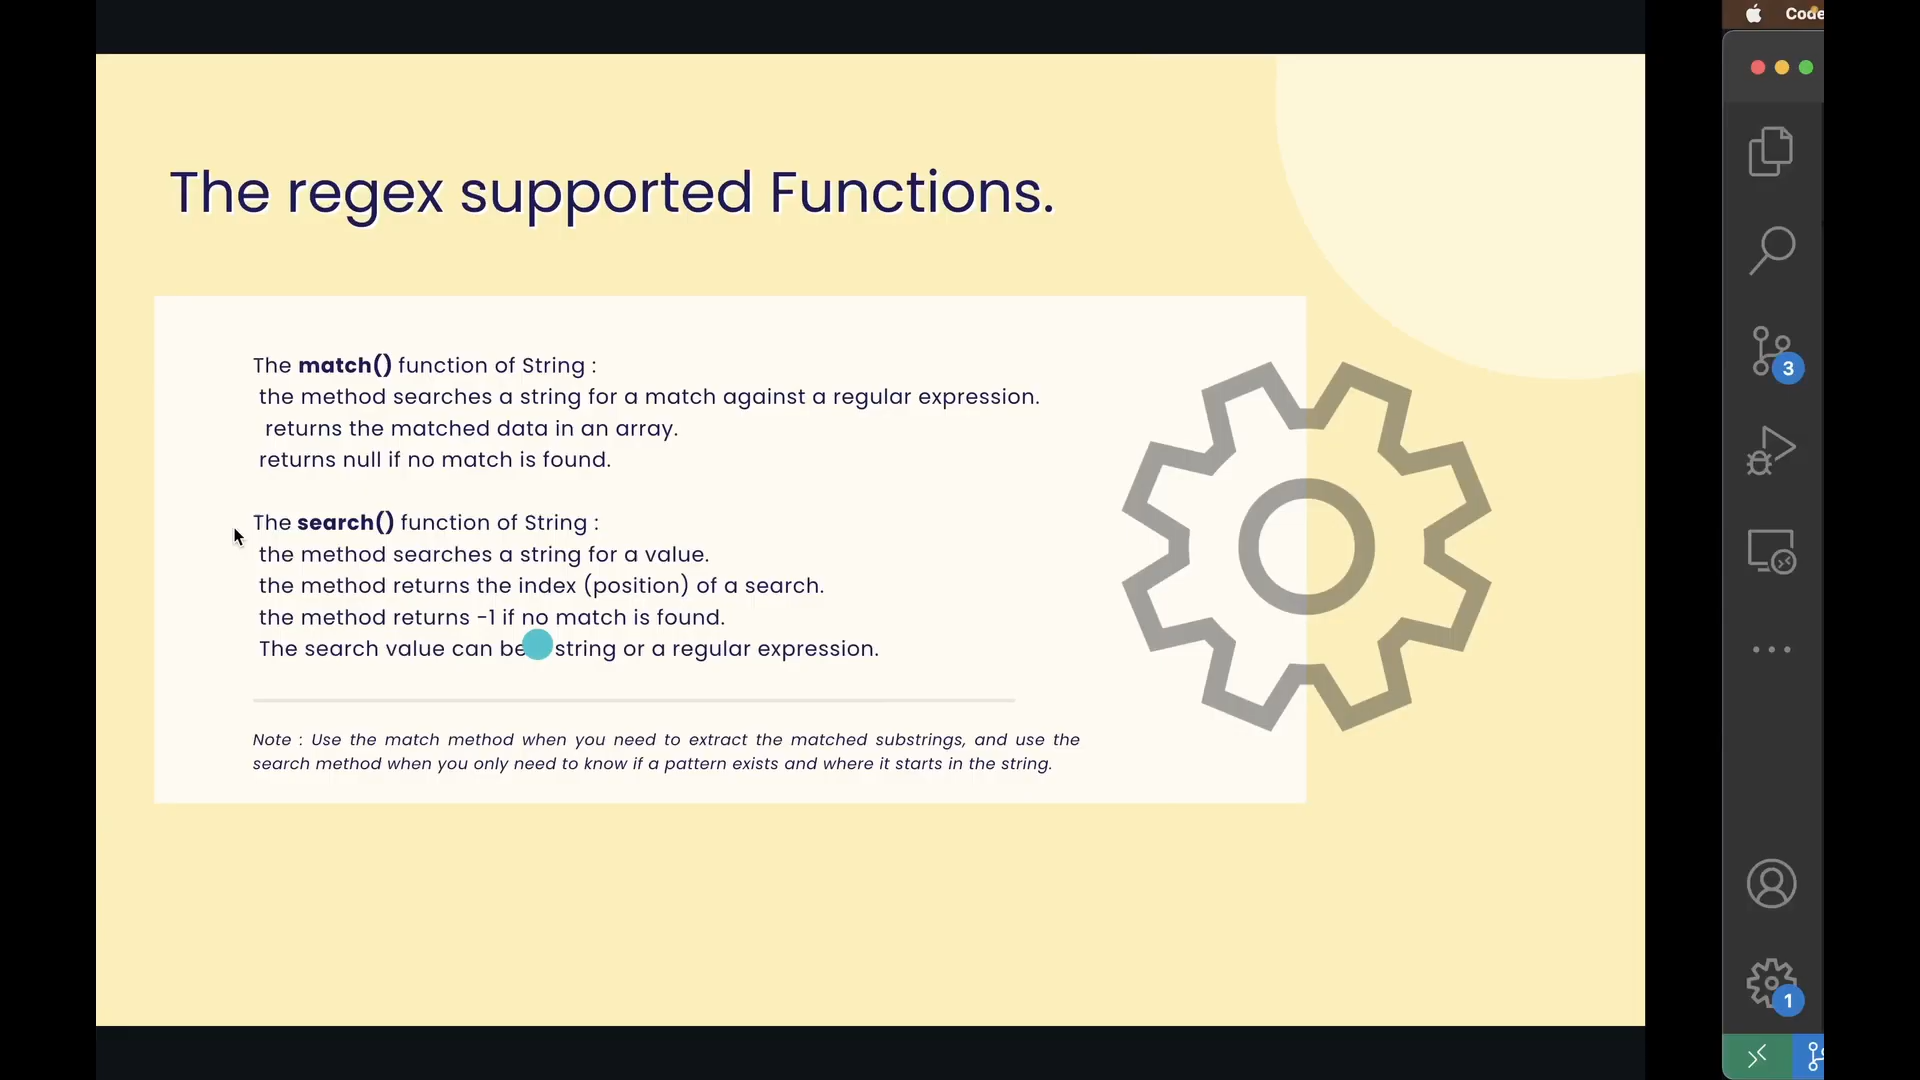 Code
The regex supported Functions.
The match() function of String :
the method searches a string for a match against a regular expression.
returns the matched data in an array.
returns null if no match is found.
The search() function of String :
the method searches a string for a value.
the method returns the index (position) of a search.
the method returns -1 if no match is found.
The search value can be string or a regular expression.
Note : Use the match method when you need to extract the matched substrings, and use the
search method when you only need to know if a pattern exists and where it starts in the string.
3
1